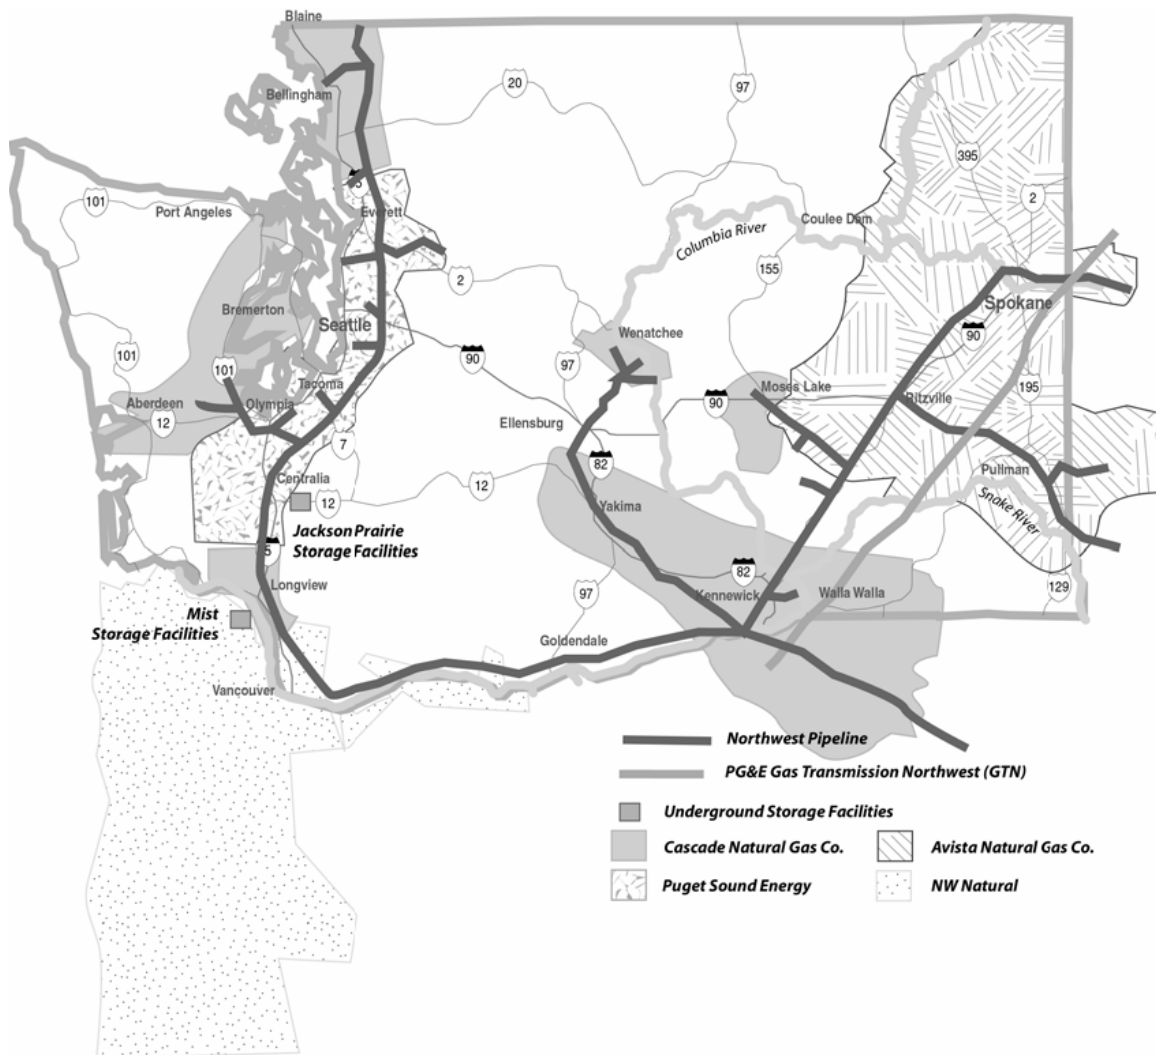 Blaine
20
97
Bellingham
5
395
101
Port Angeles
Everett
Coulee Dam
2
Columbia River
2
155
Bremerton
Seattle
Spokane
Wenatchee
90
90
101
97
101
Tacoma
Moses Lake
195
Aberdeen
Olympia
90
Ritzville
12
7
Ellensburg
82
Pullman
Centralia
12
12
Yakima
Snake River
Jackson Prairie
Storage Facilities
5
82
Longview
97
Kennewick
Walla Walla
129
Mist
Storage Facilities
Goldendale
Vancouver
Northwest Pipeline
PG&E Gas Transmission Northwest (GTN)
Underground Storage Facilities
Cascade Natural Gas Co.
Avista Natural Gas Co.
Puget Sound Energy
NW Natural